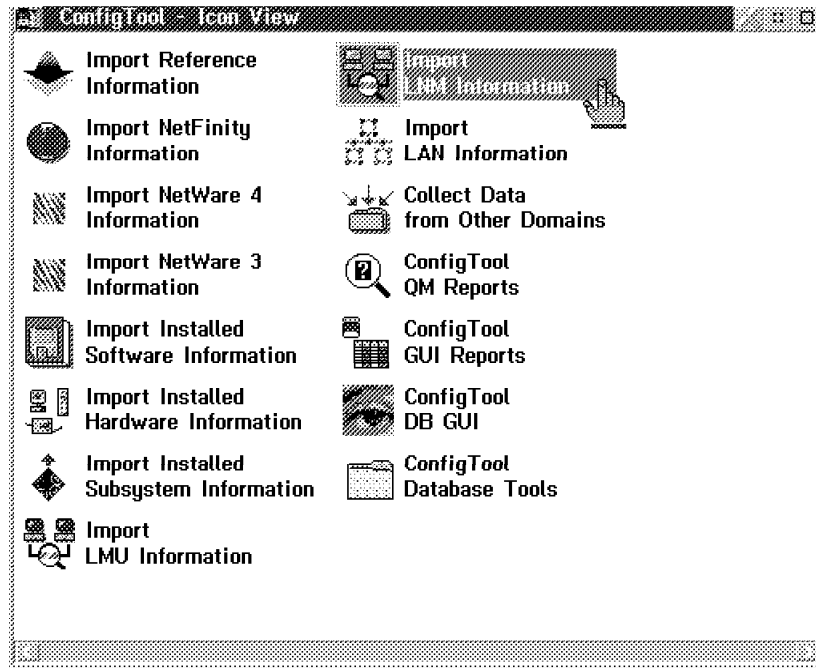 ConfigTool - Icon View
Import Reference
Information
Import NetFinity
Information
Import NetWare 4
Information
Import NetWare 3
Information
Import Installed
Software Information
Import Installed
Hardware Information
Import Installed
Subsystem Information
Import
LMU Information
Import
LNM Information
Import
LAN Information
Collect Data
from Other Domains
ConfigTool
QM Reports
ConfigTool
GUI Reports
ConfigTool
DB GUI
ConfigTool
Database Tools